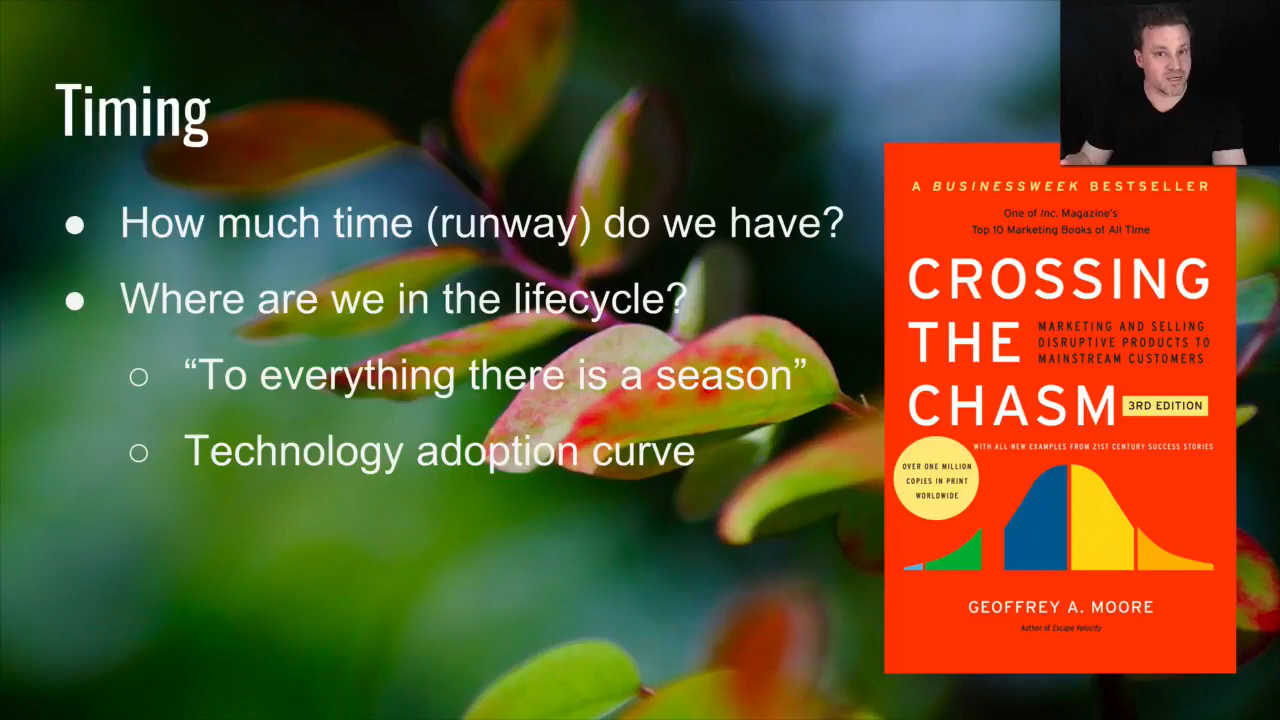 Timing
● How much time (runway) do we have?
● Where are we in the lifecycle?
○ “To everything there is a season”
○ Technology adoption curve
A BUSINESSWEEK BESTSELLER
One of Inc. Magazine's
Top 10 Marketing Books of All Time
CROSSING
THE
CHASM
MARKETING AND SELLING
DISRUPTIVE PRODUCTS TO
MAINSTREAM CUSTOMERS
3RD EDITION
WITH ALL NEW EXAMPLES FROM 21ST CENTURY SUCCESS STORIES
OVER ONE MILLION
COPIES IN PRINT
WORLDWIDE
GEOFFREY A. MOORE
Author of Escape Velocity